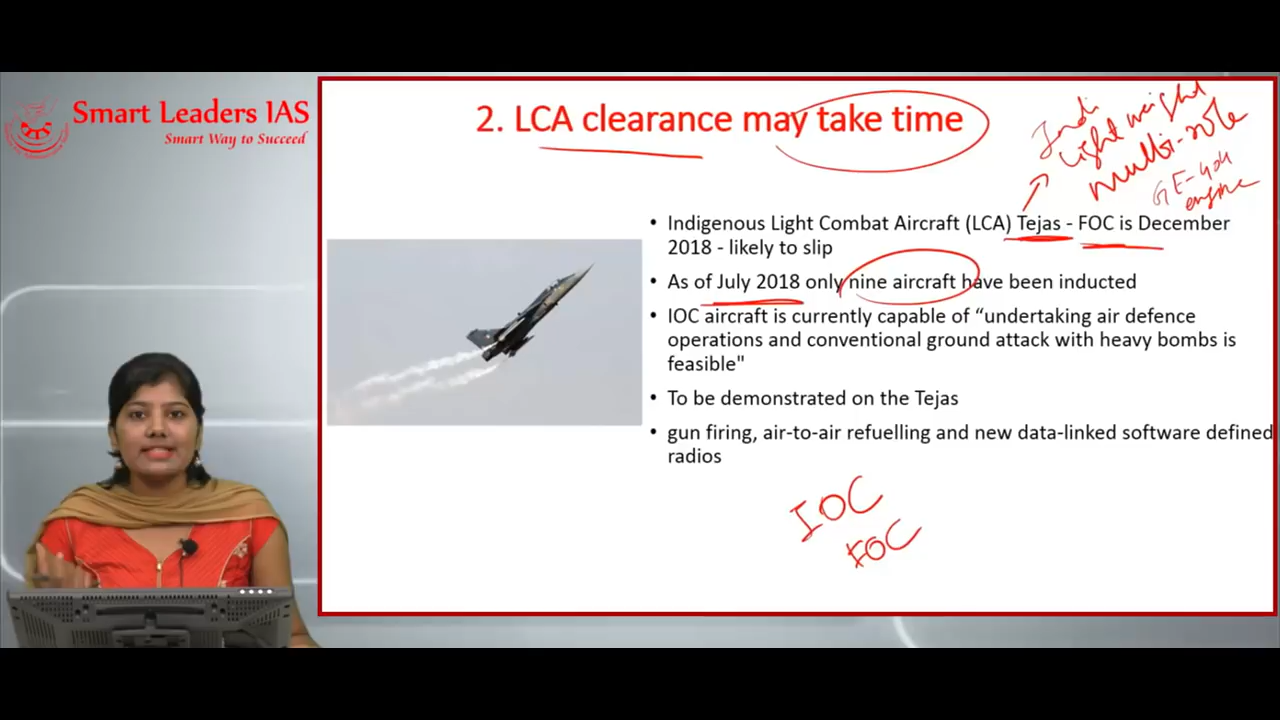 Smart Leaders IAS
Smart Way to Succeed
2. LCA clearance may take time
Indi
Light weight
multi-role
GE-404
engine
• Indigenous Light Combat Aircraft (LCA) Tejas - FOC is December
2018 - likely to slip
• As of July 2018 only nine aircraft have been inducted
• IOC aircraft is currently capable of “undertaking air defence
operations and conventional ground attack with heavy bombs is
feasible"
• To be demonstrated on the Tejas
• gun firing, air-to-air refuelling and new data-linked software defined
radios
IOC
FOC